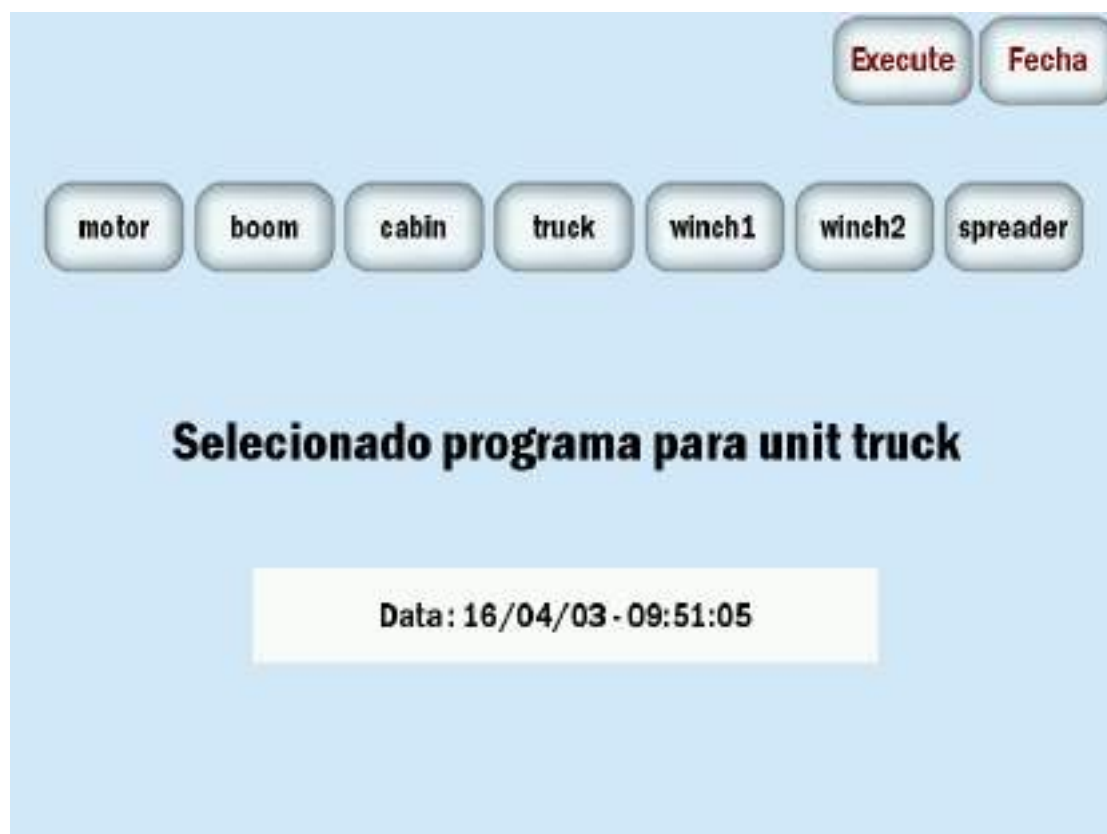 Execute Fecha
motor boom cabin truck winch1 winch2 spreader
Selecionado programa para unit truck
Data: 16/04/03 - 09:51:05